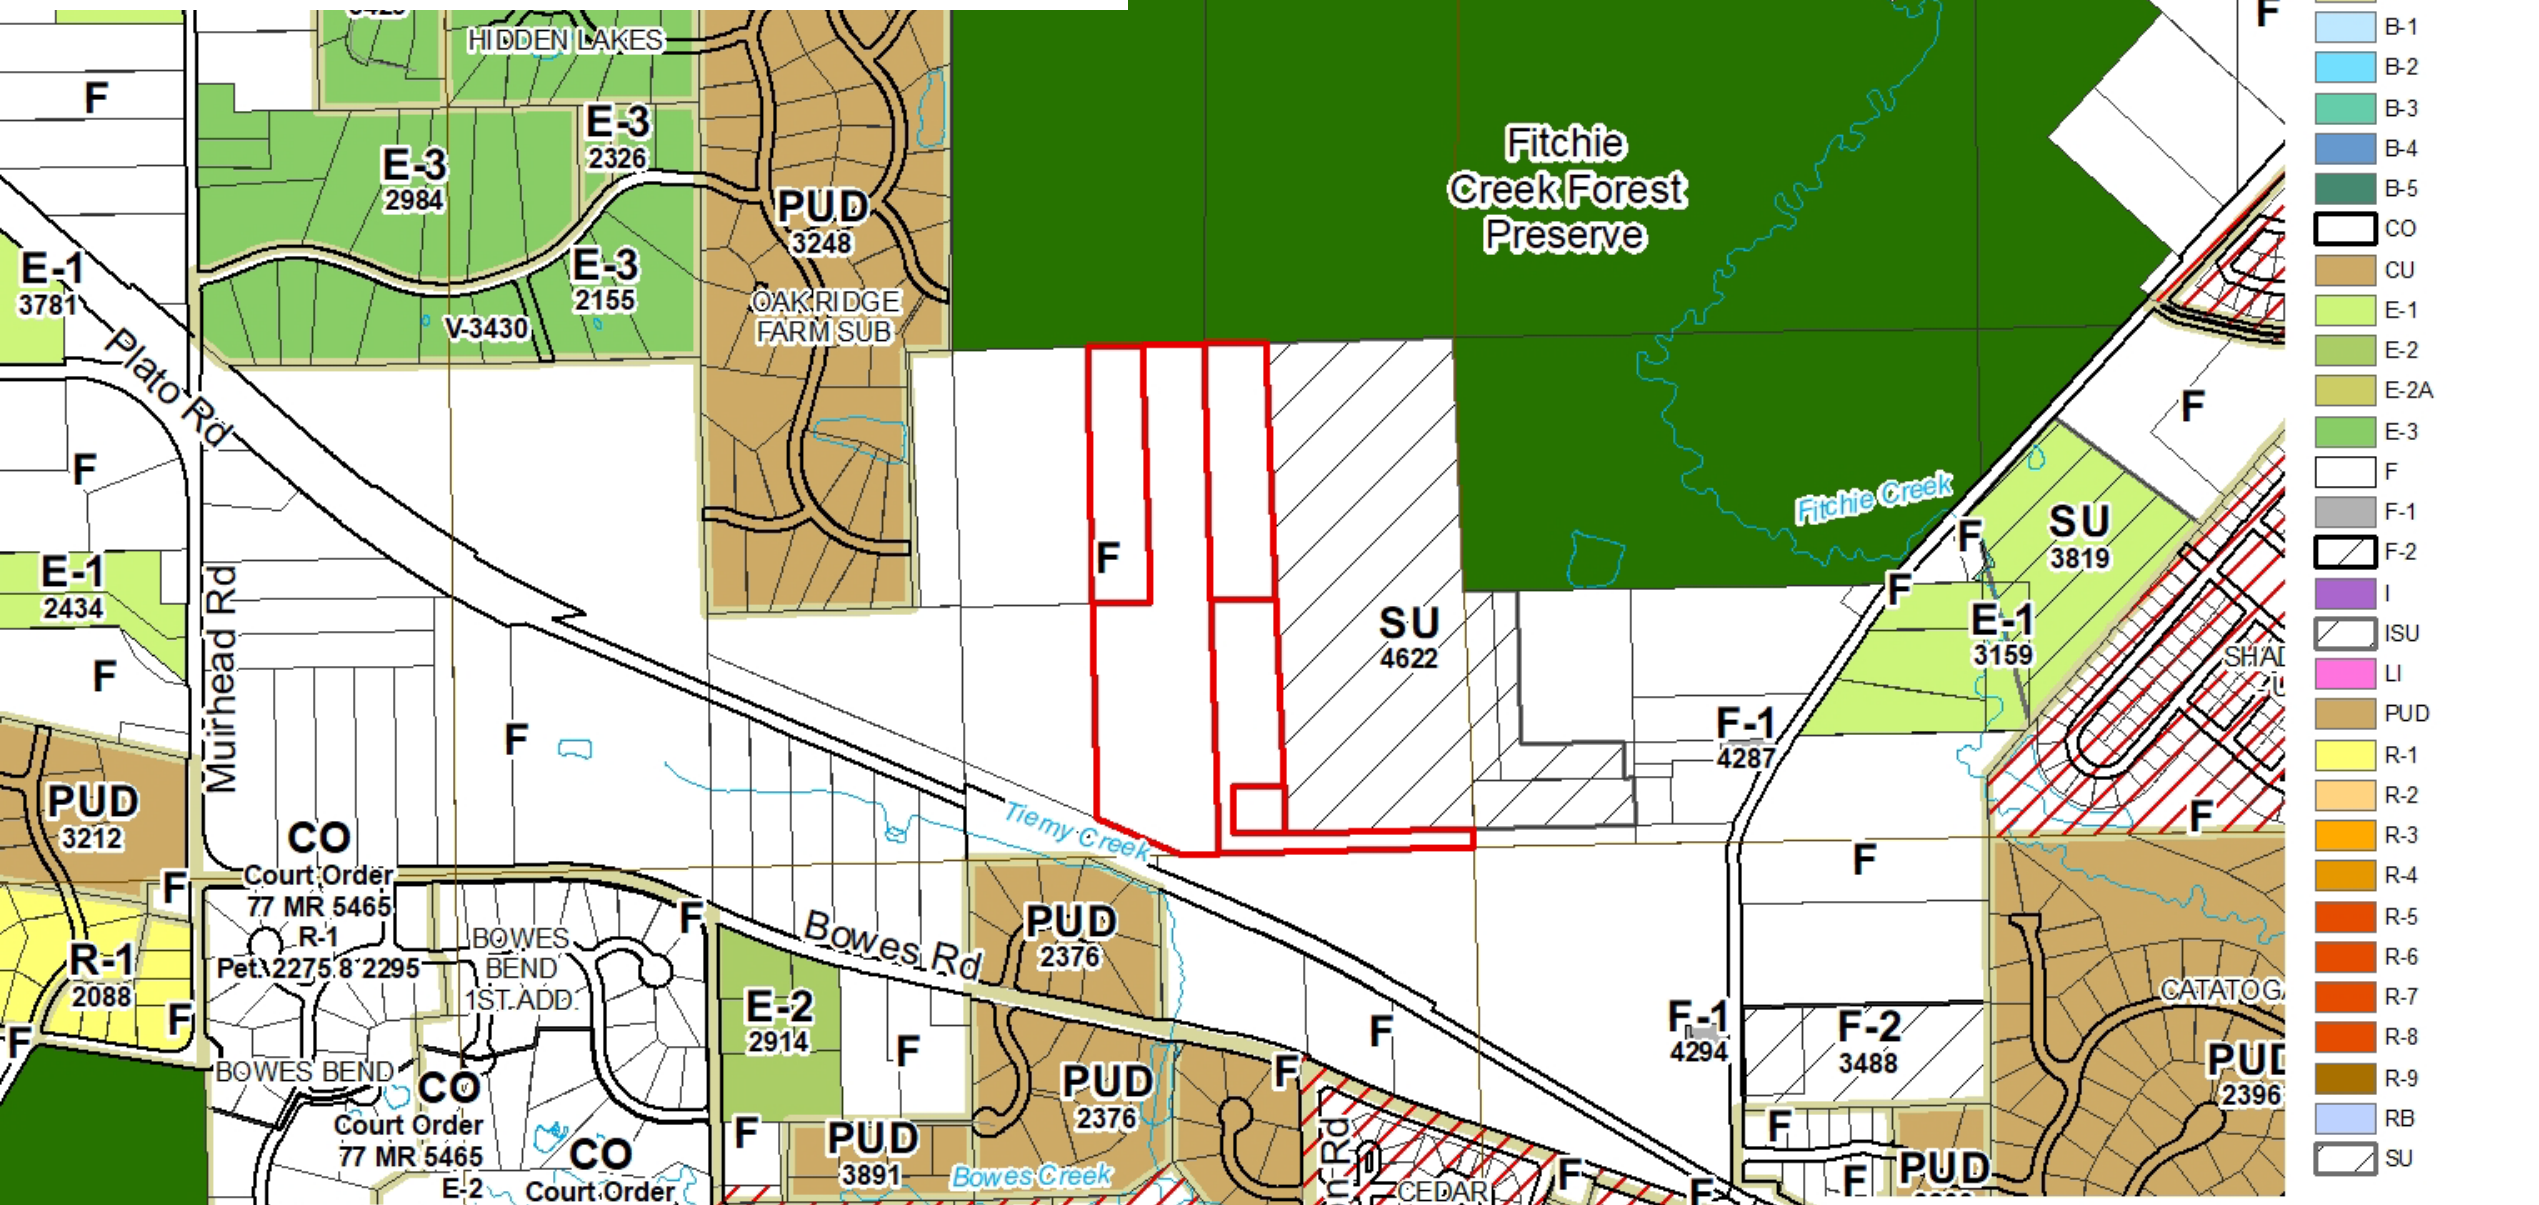 HIDDEN LAKES
F
F
E-3
2984
E-3
2326
PUD
3248
E-3
2155
V-3430
OAK RIDGE
FARM SUB
E-1
3781
Plato Rd
Fitchie
Creek Forest
Preserve
F
F
E-1
2434
F
Muirhead Rd
F
F
SU
4622
Fitchie Creek
F
F
SU
3819
E-1
3159
F-1
4287
F
F
PUD
3212
F
CO
Court Order
77 MR 5465
R-1
Pet. 2275 & 2295
R-1
2088
F
F
BOWES
BEND
1ST. ADD.
BOWES BEND
F
Bowes Rd
Tierny Creek
PUD
2376
E-2
2914
F
F
F-1
4294
F-2
3488
CO
Court Order
77 MR 5465
E-2
CO
Court Order
F
PUD
3891
PUD
2376
Bowes Creek
F
CEDAR
F
F
F
F
PUD
CATATOGA
PUD
2396
B-1
B-2
B-3
B-4
B-5
CO
CU
E-1
E-2
E-2A
E-3
F
F-1
F-2
I
ISU
LI
PUD
R-1
R-2
R-3
R-4
R-5
R-6
R-7
R-8
R-9
RB
SU